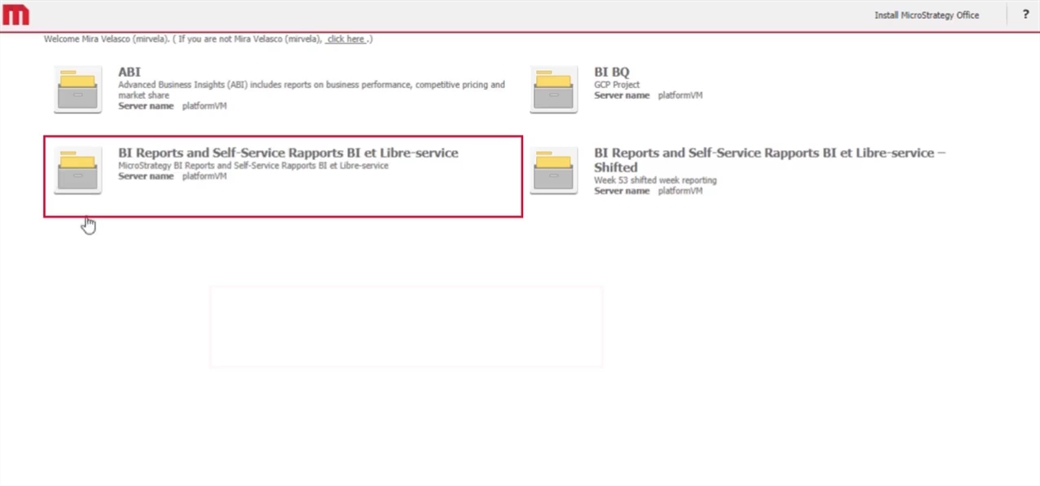 Install MicroStrategy Office ?
Welcome Mira Velasco (mirvela). ( If you are not Mira Velasco (mirvela), click here .)
ABI
Advanced Business Insights (ABI) includes reports on business performance, competitive pricing and
market share
Server name platformVM
BI BQ
GCP Project
Server name platformVM
BI Reports and Self-Service Rapports BI et Libre-service
MicroStrategy BI Reports and Self-Service Rapports BI et Libre-service
Server name platformVM
BI Reports and Self-Service Rapports BI et Libre-service –
Shifted
Week 53 shifted week reporting
Server name platformVM